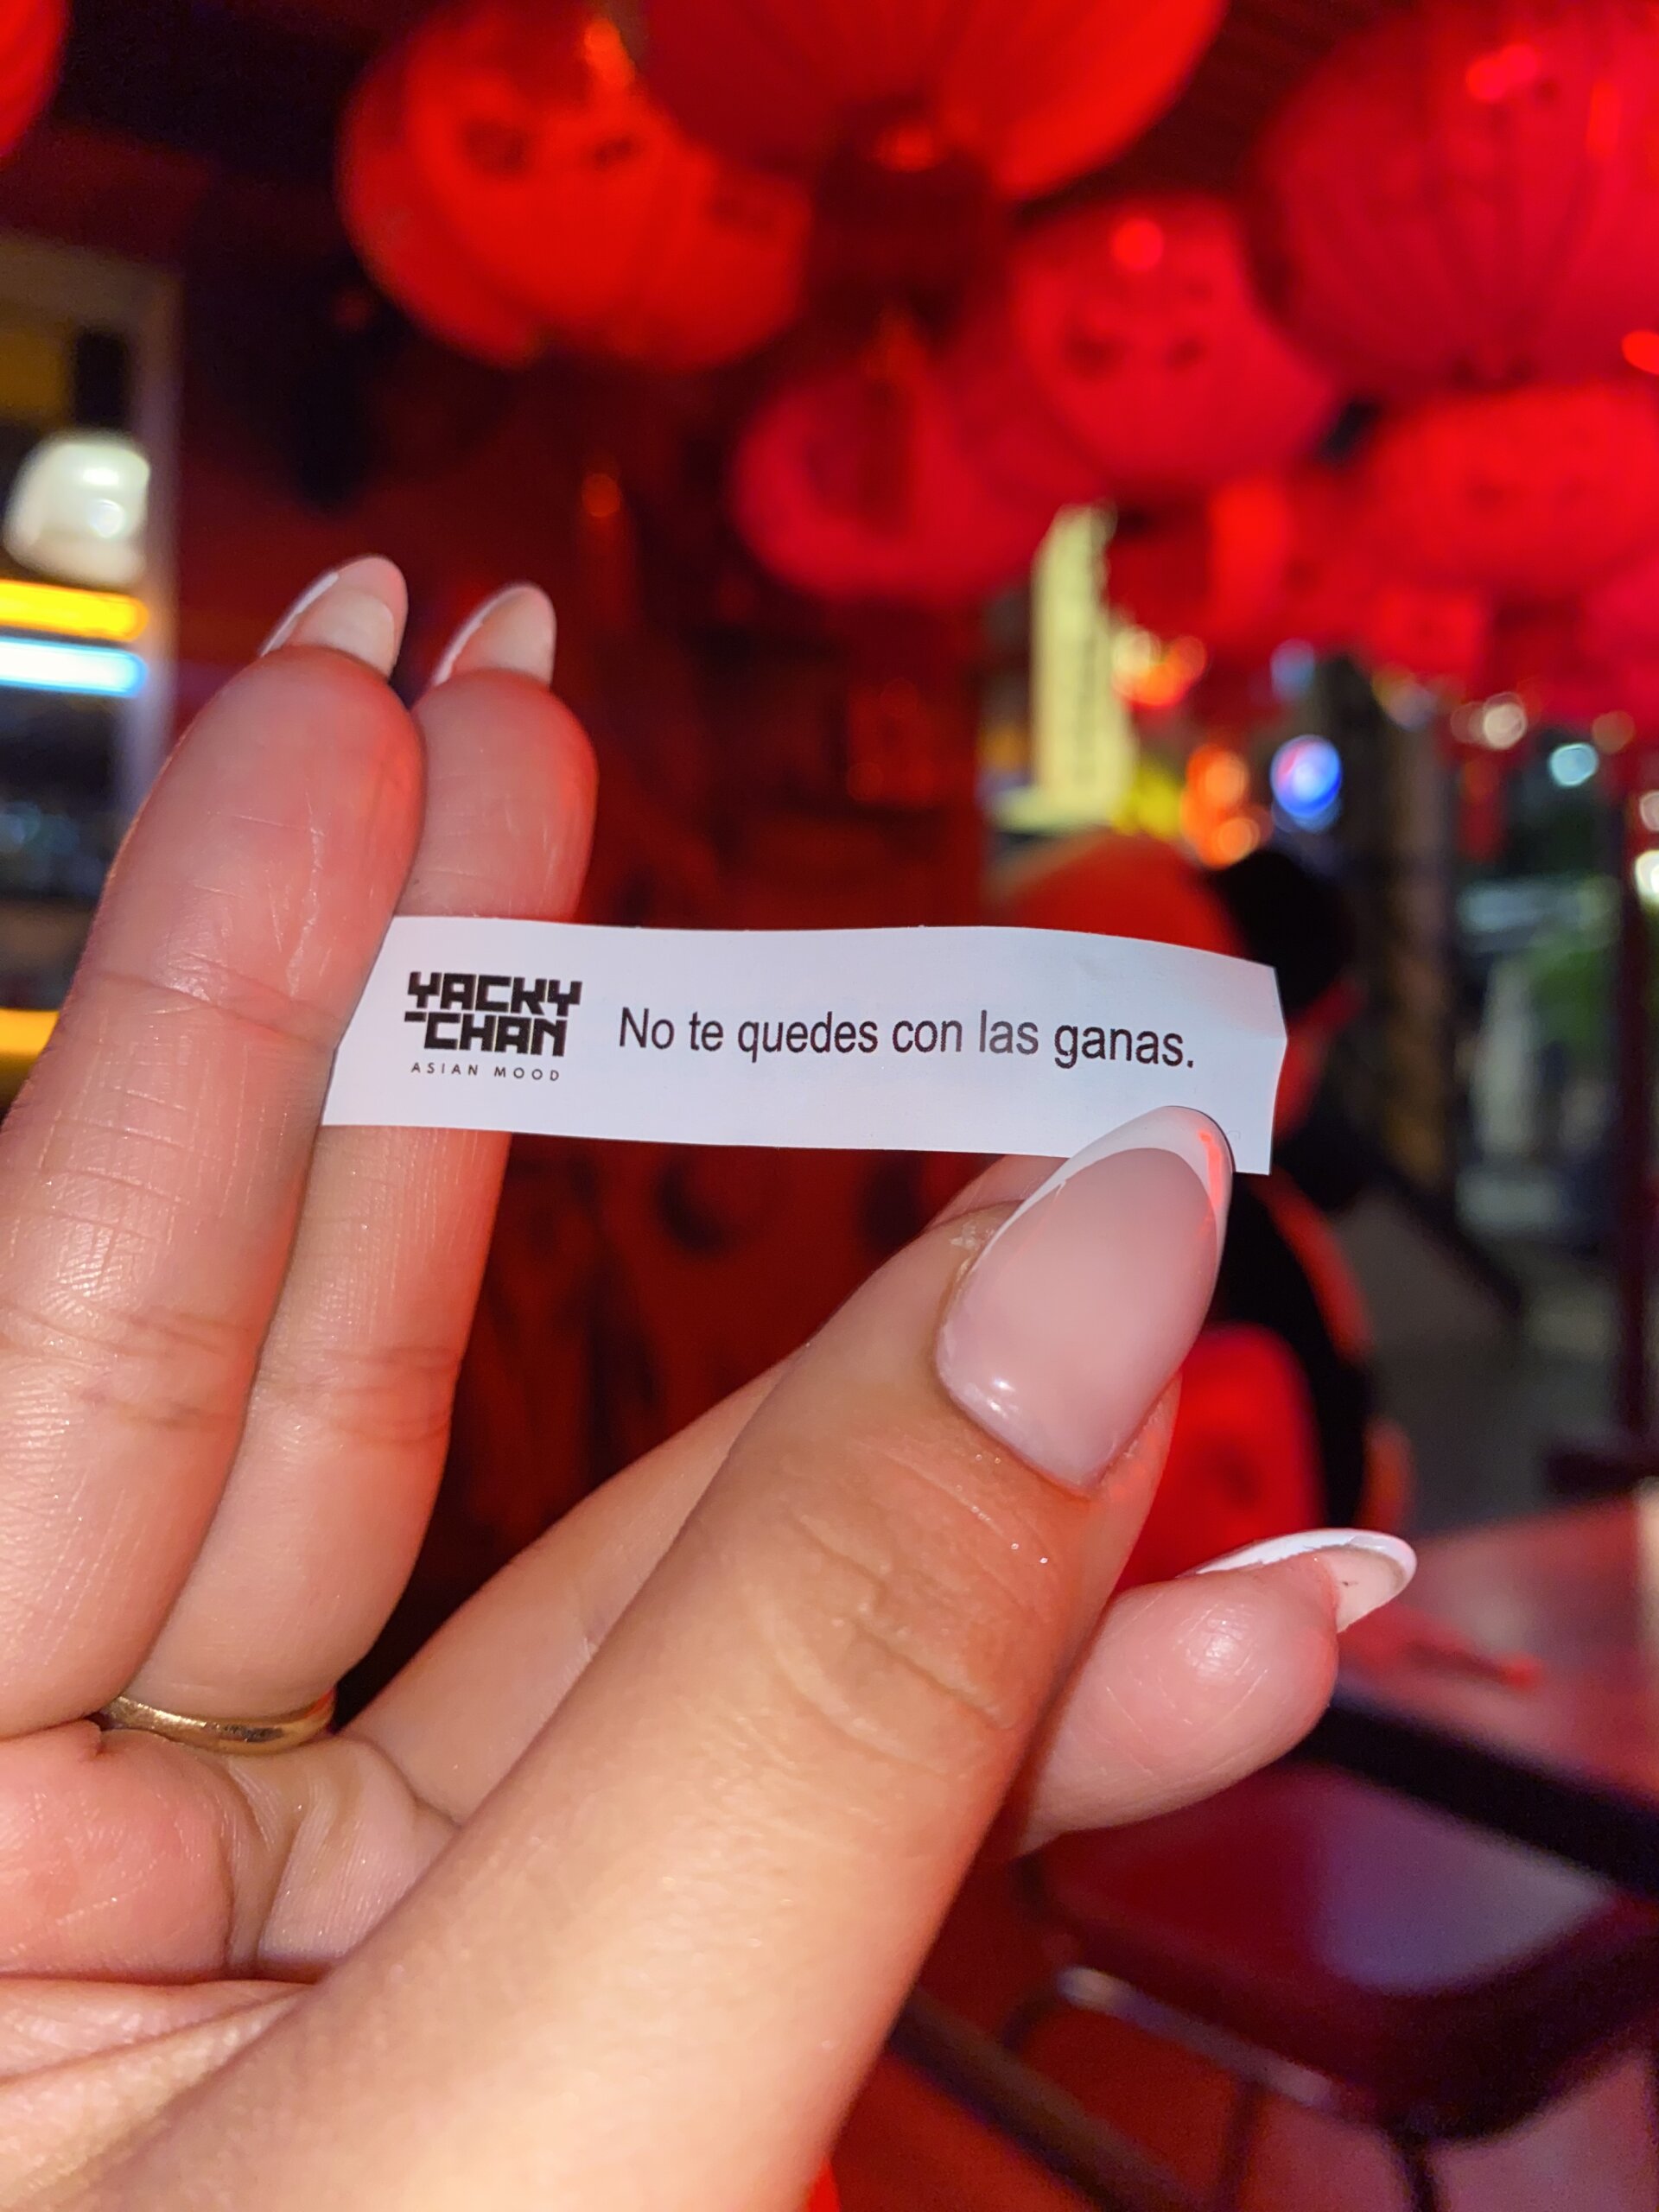 YACKY
-CHAN
ASIAN MOOD
No te quedes con las ganas.